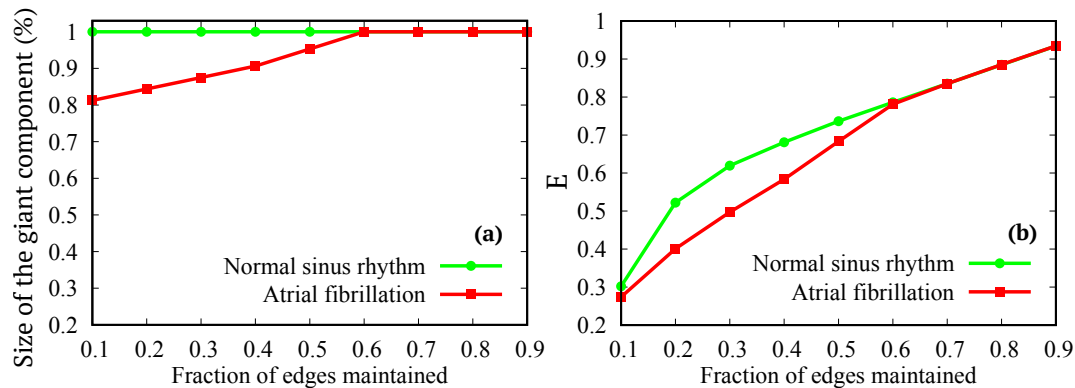 Size of the giant component (%)
1
0.9
0.8
0.7
0.6
0.5
0.4
0.3
0.2
(a)
Normal sinus rhythm
Atrial fibrillation
0.1 0.2 0.3 0.4 0.5 0.6 0.7 0.8 0.9
Fraction of edges maintained
E
1
0.9
0.8
0.7
0.6
0.5
0.4
0.3
0.2
(b)
Normal sinus rhythm
Atrial fibrillation
0.1 0.2 0.3 0.4 0.5 0.6 0.7 0.8 0.9
Fraction of edges maintained